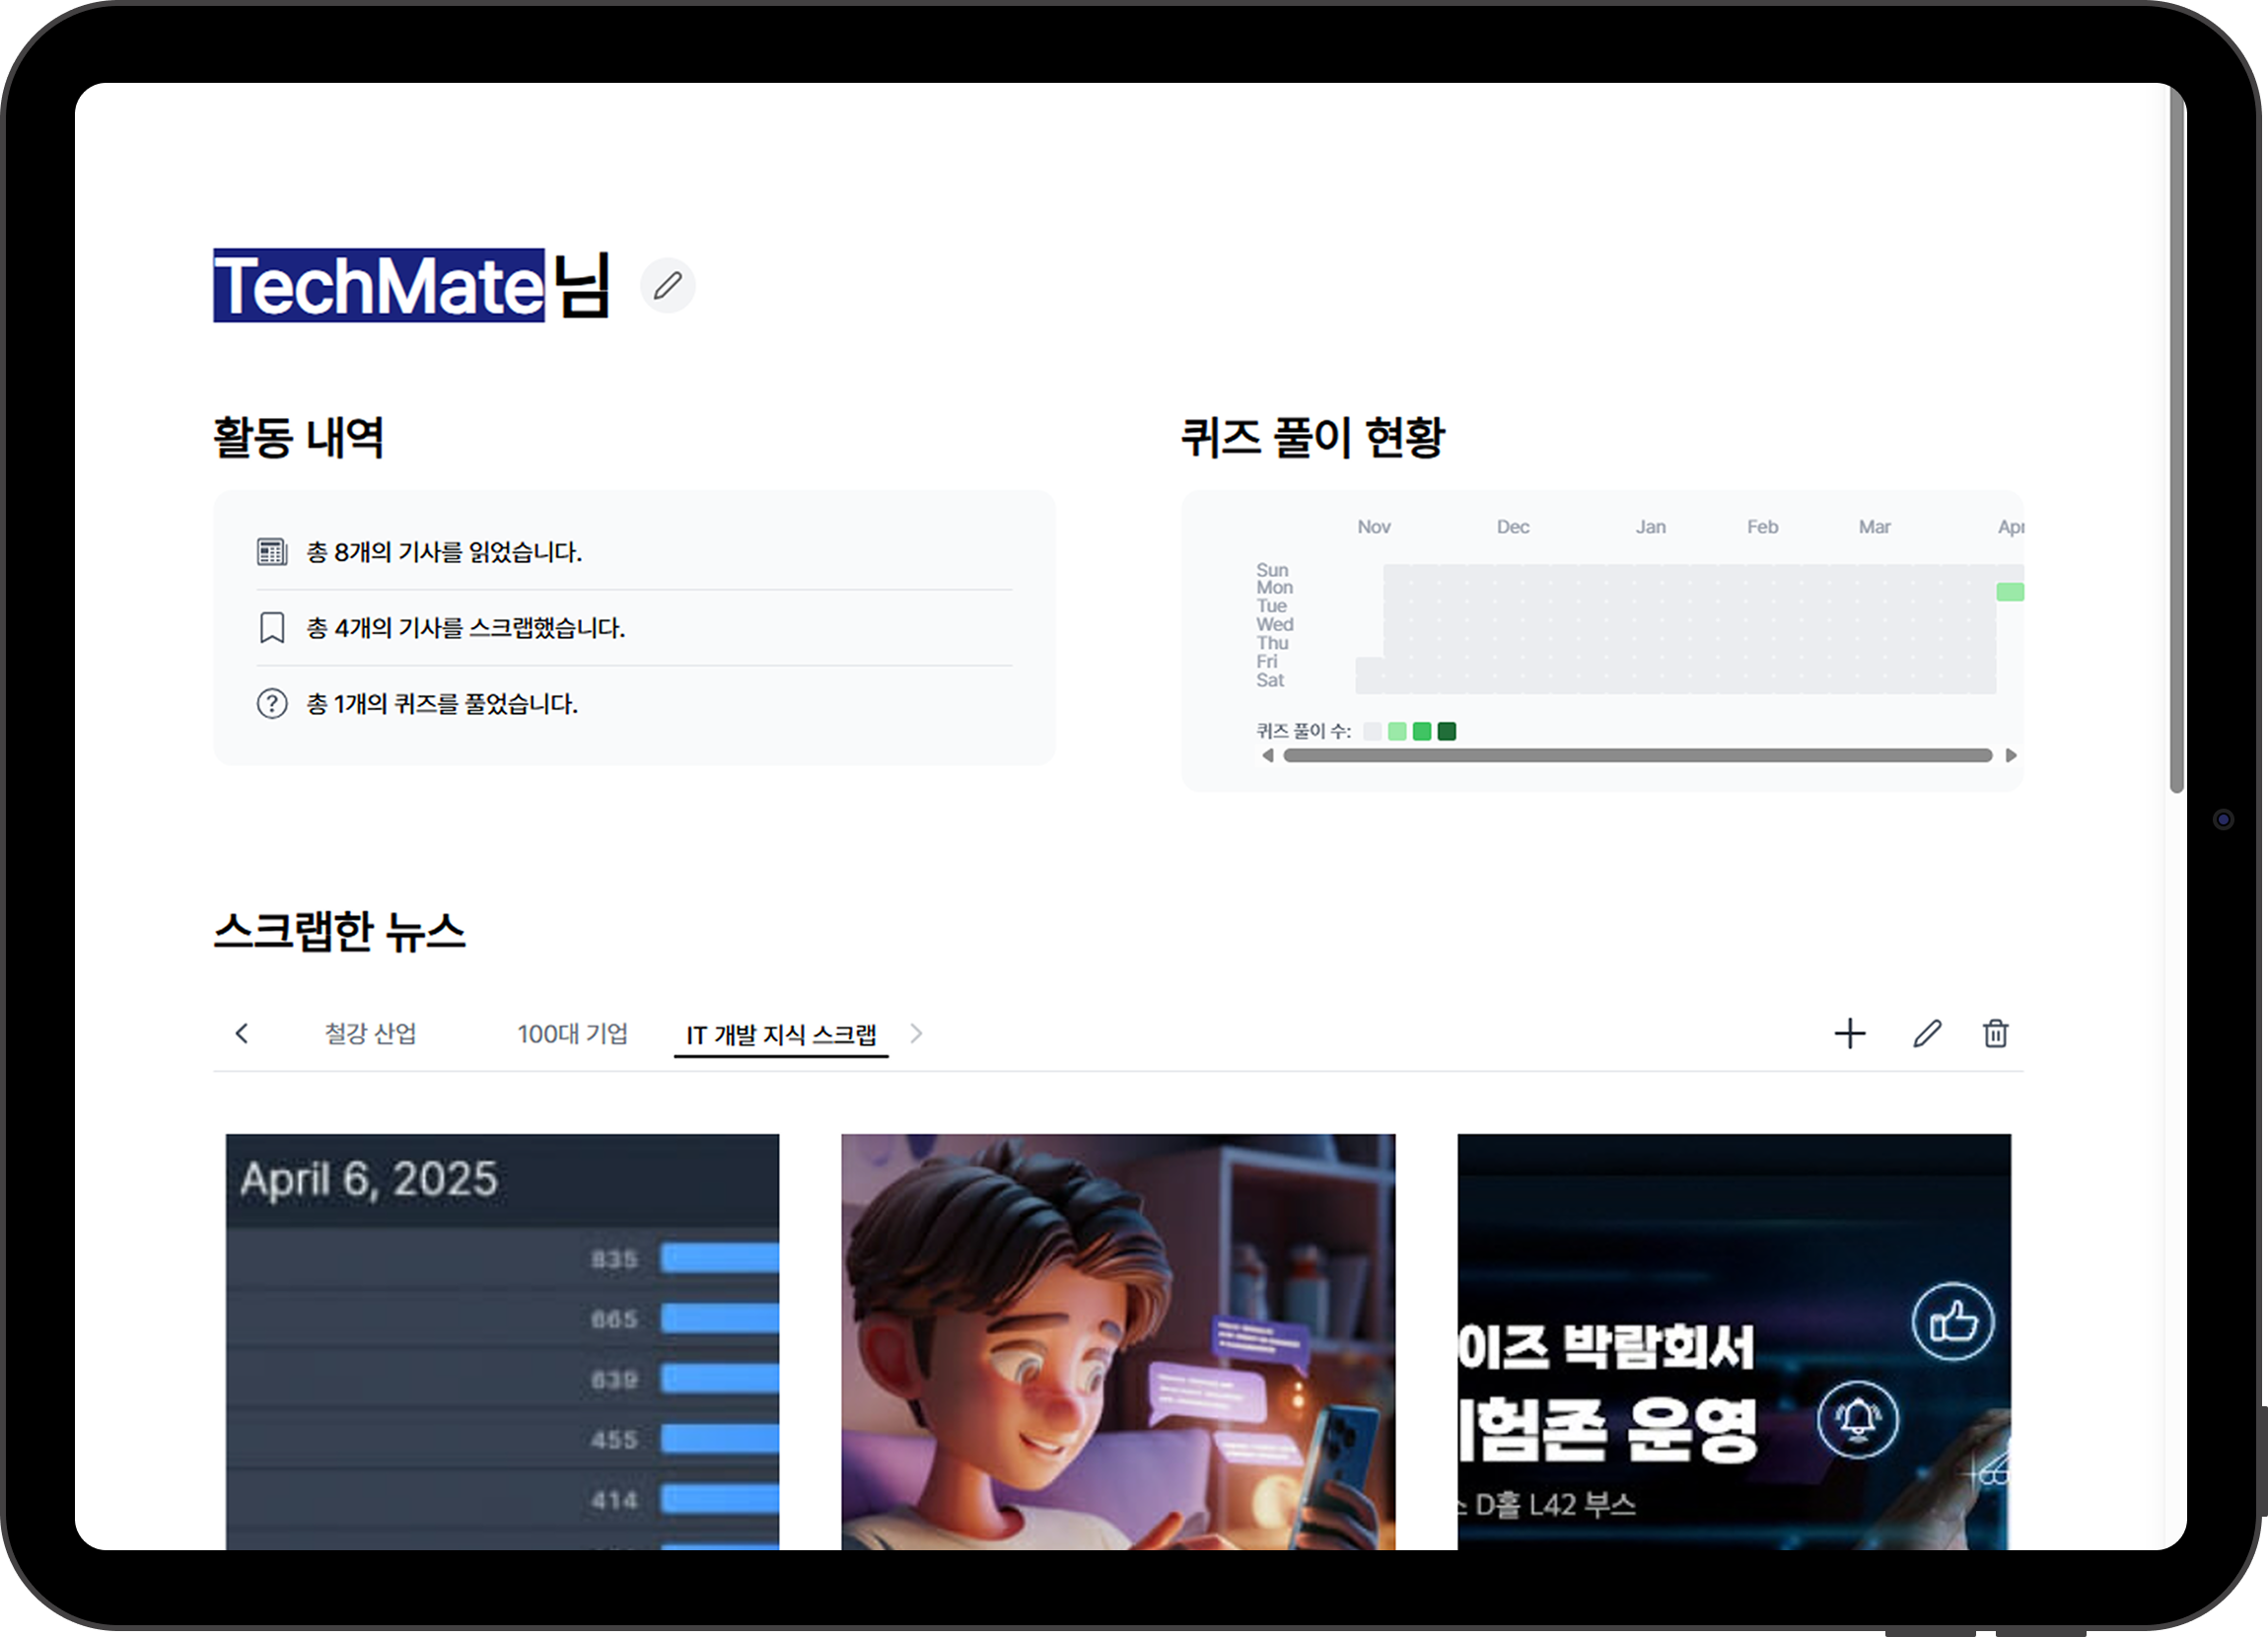 TechMate님
활동 내역
총 8개의 기사를 읽었습니다.
총 4개의 기사를 스크랩했습니다.
총 1개의 퀴즈를 풀었습니다.
퀴즈 풀이 현황
Nov Dec Jan Feb Mar Apr
Sun
Mon
Tue
Wed
Thu
Fri
Sat
퀴즈 풀이 수:
스크랩한 뉴스
철강 산업 100대 기업 IT 개발 지식 스크랩
April 6, 2025
835
665
639
455
414
이즈 박람회서
험존 운영
D홀 L42 부스